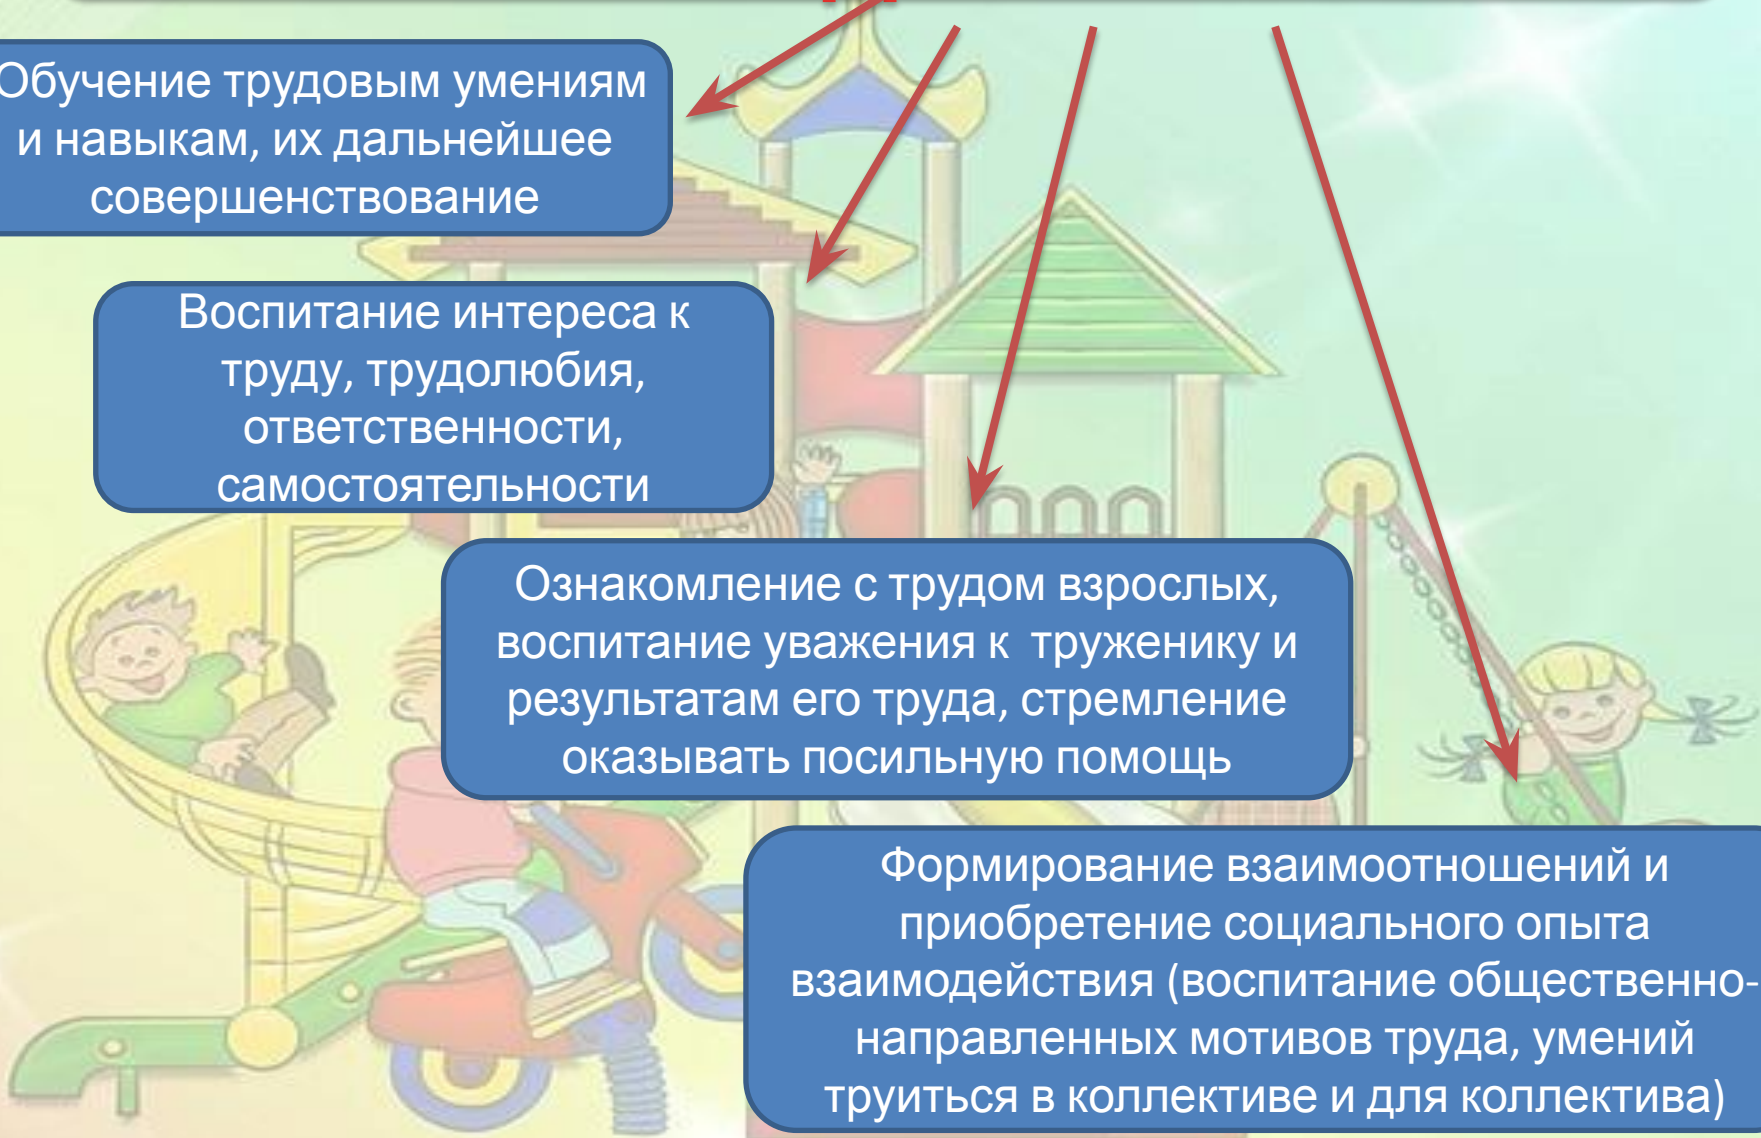 Обучение трудовым умениям
и навыкам, их дальнейшее
совершенствование
Воспитание интереса к
труду, трудолюбия,
ответственности,
самостоятельности
Ознакомление с трудом взрослых,
воспитание уважения к труженику и
результатам его труда, стремление
оказывать посильную помощь
Формирование взаимоотношений и
приобретение социального опыта
взаимодействия (воспитание общественно-
направленных мотивов труда, умений
труиться в коллективе и для коллектива)